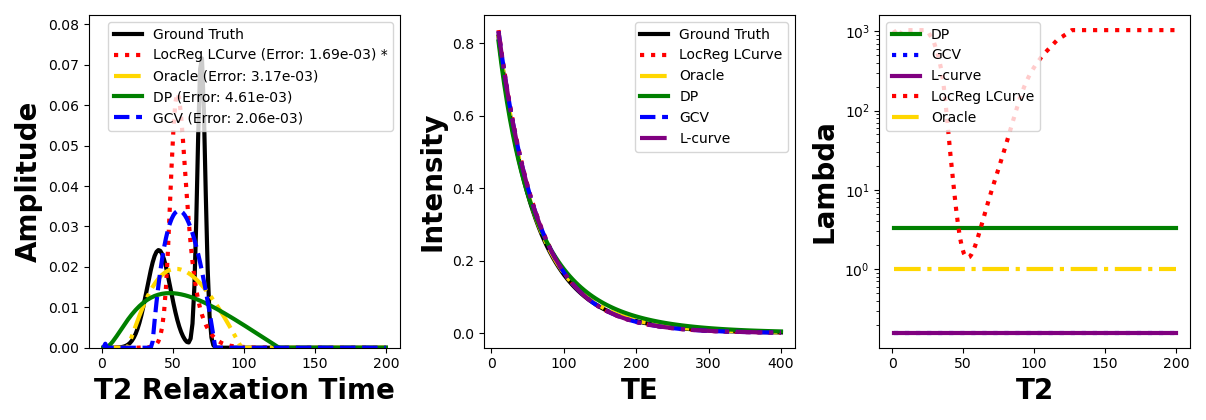 0.08
0.07
0.06
0.05
0.04
0.03
0.02
0.01
0.00
Amplitude
Ground Truth
LocReg LCurve (Error: 1.69e-03) *
Oracle (Error: 3.17e-03)
DP (Error: 4.61e-03)
GCV (Error: 2.06e-03)
0 50 100 150 200
T2 Relaxation Time
0.8
0.6
0.4
0.2
0.0
Intensity
Ground Truth
LocReg LCurve
Oracle
DP
GCV
L-curve
0 100 200 300 400
TE
10³
10²
10¹
10⁰
Lambda
DP
GCV
L-curve
LocReg LCurve
Oracle
0 50 100 150 200
T2